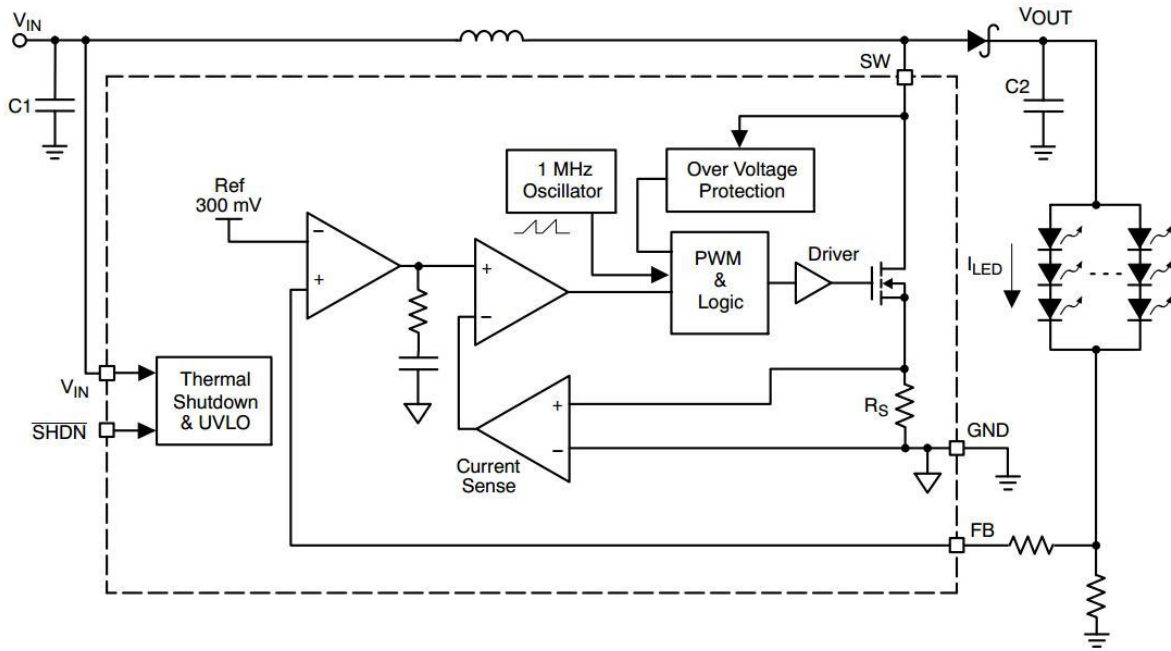 VIN
VOUT
SW
C1
C2
1 MHz
Oscillator
Over Voltage
Protection
Ref
300 mV
−
+
+
−
PWM
&
Logic
Driver
ILED
VIN
SHDN
Thermal
Shutdown
& UVLO
+
−
Current
Sense
RS
GND
FB